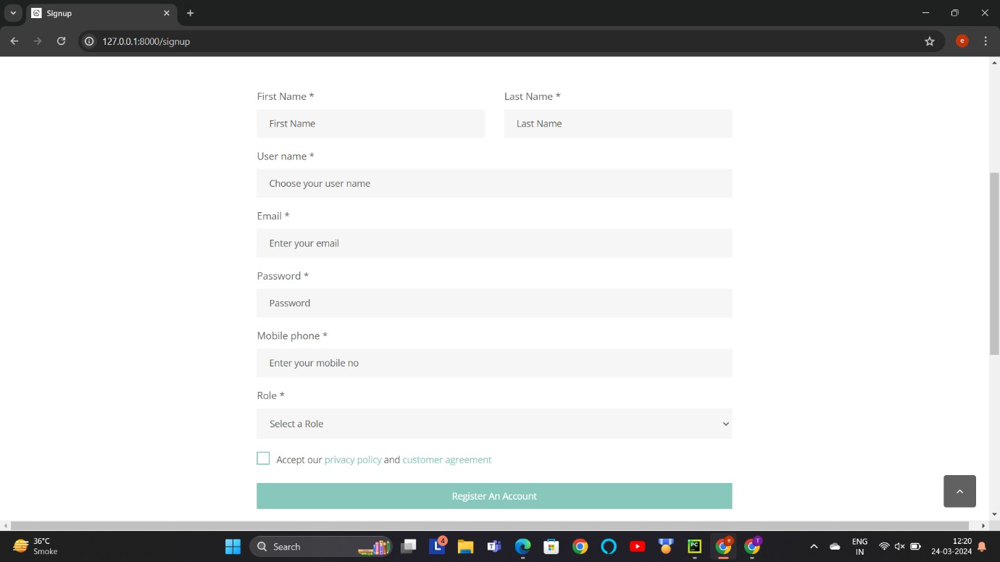 Signup
127.0.0.1:8000/signup
e
First Name * Last Name *
First Name Last Name
User name *
Choose your user name
Email *
Enter your email
Password *
Password
Mobile phone *
Enter your mobile no
Role *
Select a Role
Accept our privacy policy and customer agreement
Register An Account
36°C
Smoke
Search
L 4
T
PC
e
T
ENG
IN
12:20
24-03-2024